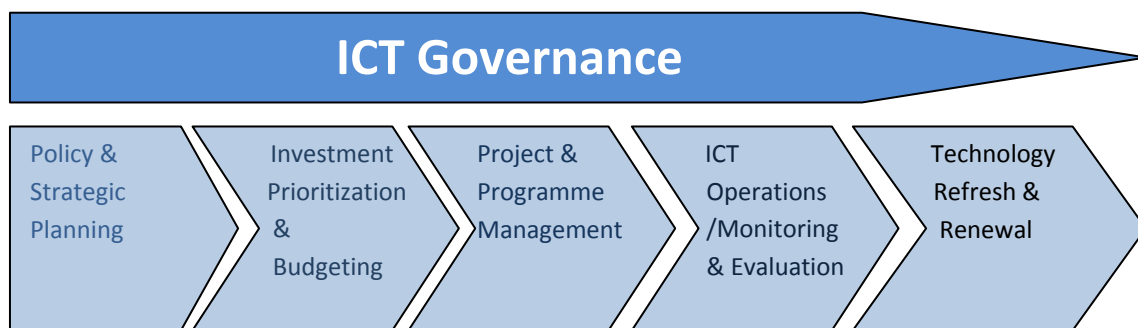 ICT Governance
Policy &
Strategic
Planning
Investment
Prioritization
&
Budgeting
Project &
Programme
Management
ICT
Operations
/Monitoring
& Evaluation
Technology
Refresh &
Renewal